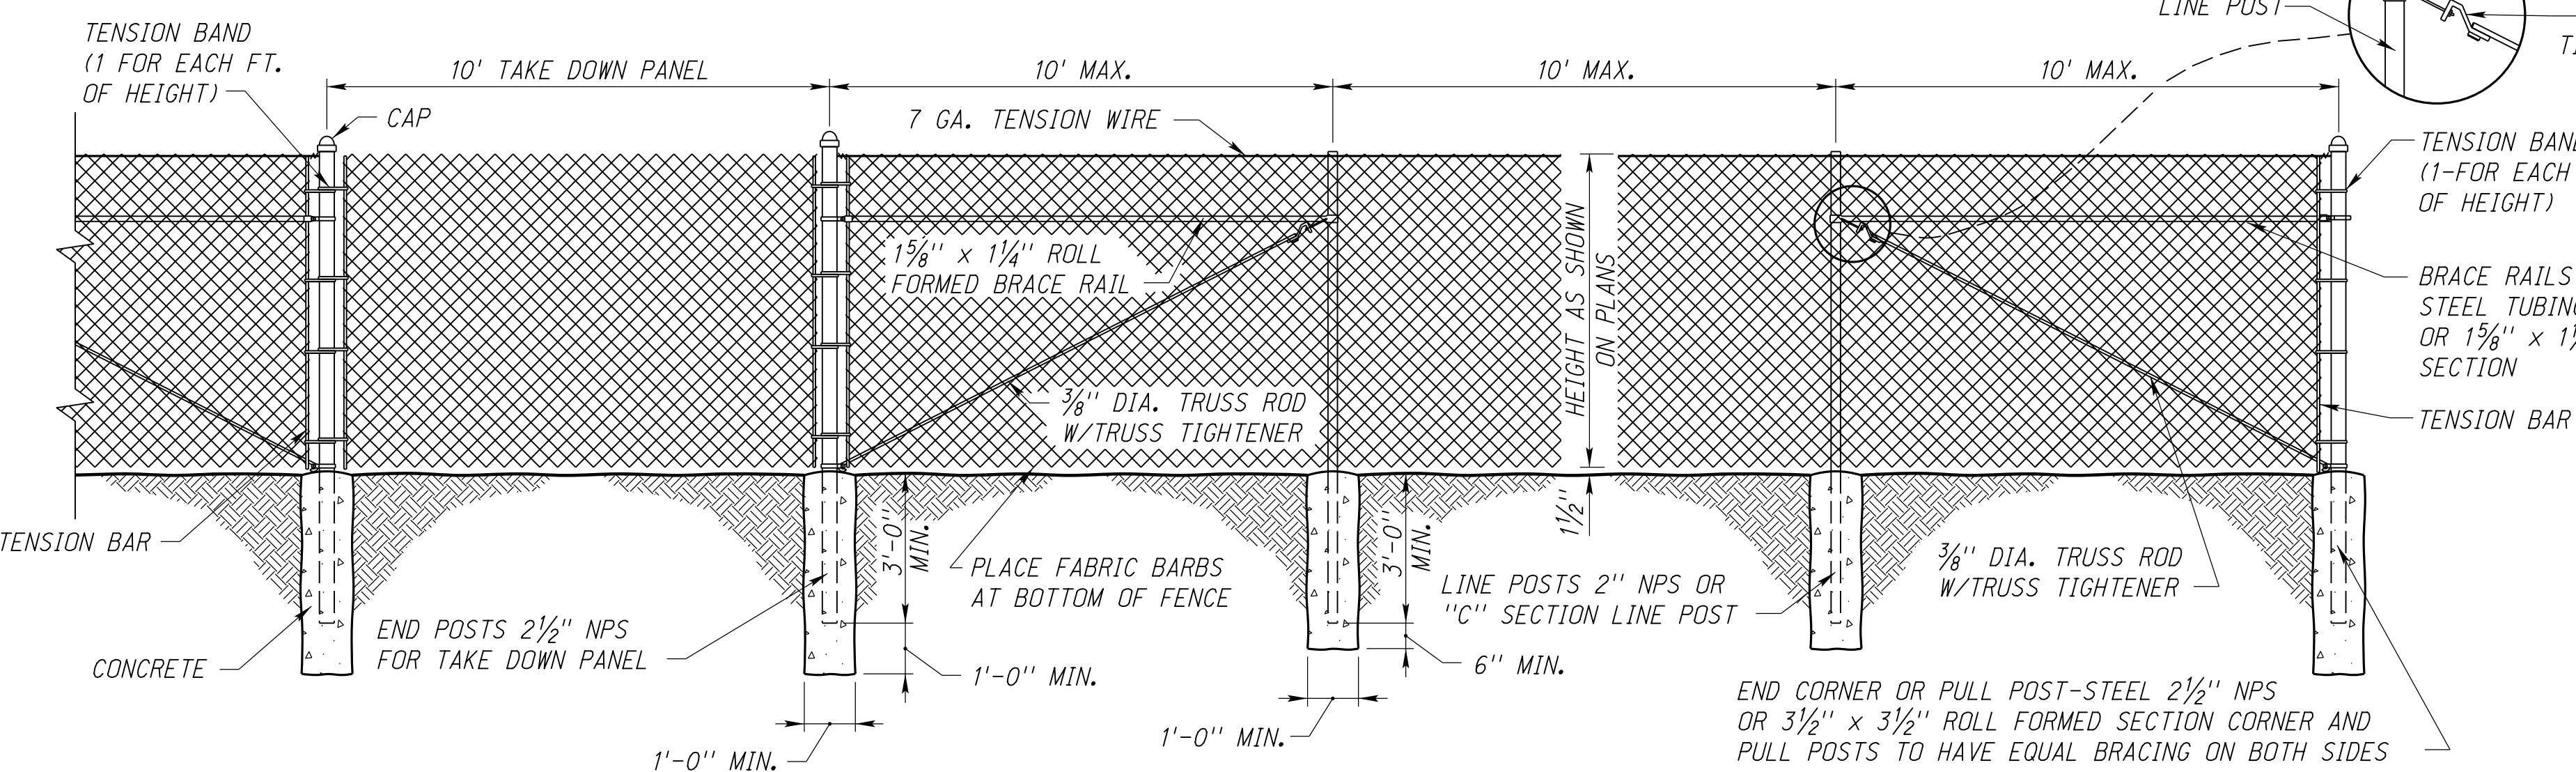 TENSION BAND
(1 FOR EACH FT.
OF HEIGHT)
CAP
10' TAKE DOWN PANEL
10' MAX.
10' MAX.
10' MAX.
7 GA. TENSION WIRE
LINE POST
TENSION BAND
(1-FOR EACH
OF HEIGHT)
1⅝" x 1¼" ROLL
FORMED BRACE RAIL
HEIGHT AS SHOWN
ON PLANS
BRACE RAILS
STEEL TUBING
OR 1⅝" x
SECTION
⅜" DIA. TRUSS ROD
W/TRUSS TIGHTENER
TENSION BAR
TENSION BAR
3'-0"
MIN.
PLACE FABRIC BARBS
AT BOTTOM OF FENCE
3'-0"
MIN.
1½"
LINE POSTS 2" NPS OR
"C" SECTION LINE POST
⅜" DIA. TRUSS ROD
W/TRUSS TIGHTENER
CONCRETE
END POSTS 2½" NPS
FOR TAKE DOWN PANEL
1'-0" MIN.
6" MIN.
1'-0" MIN.
1'-0" MIN.
END CORNER OR PULL POST-STEEL 2½" NPS
OR 3½" x 3½" ROLL FORMED SECTION CORNER AND
PULL POSTS TO HAVE EQUAL BRACING ON BOTH SIDES